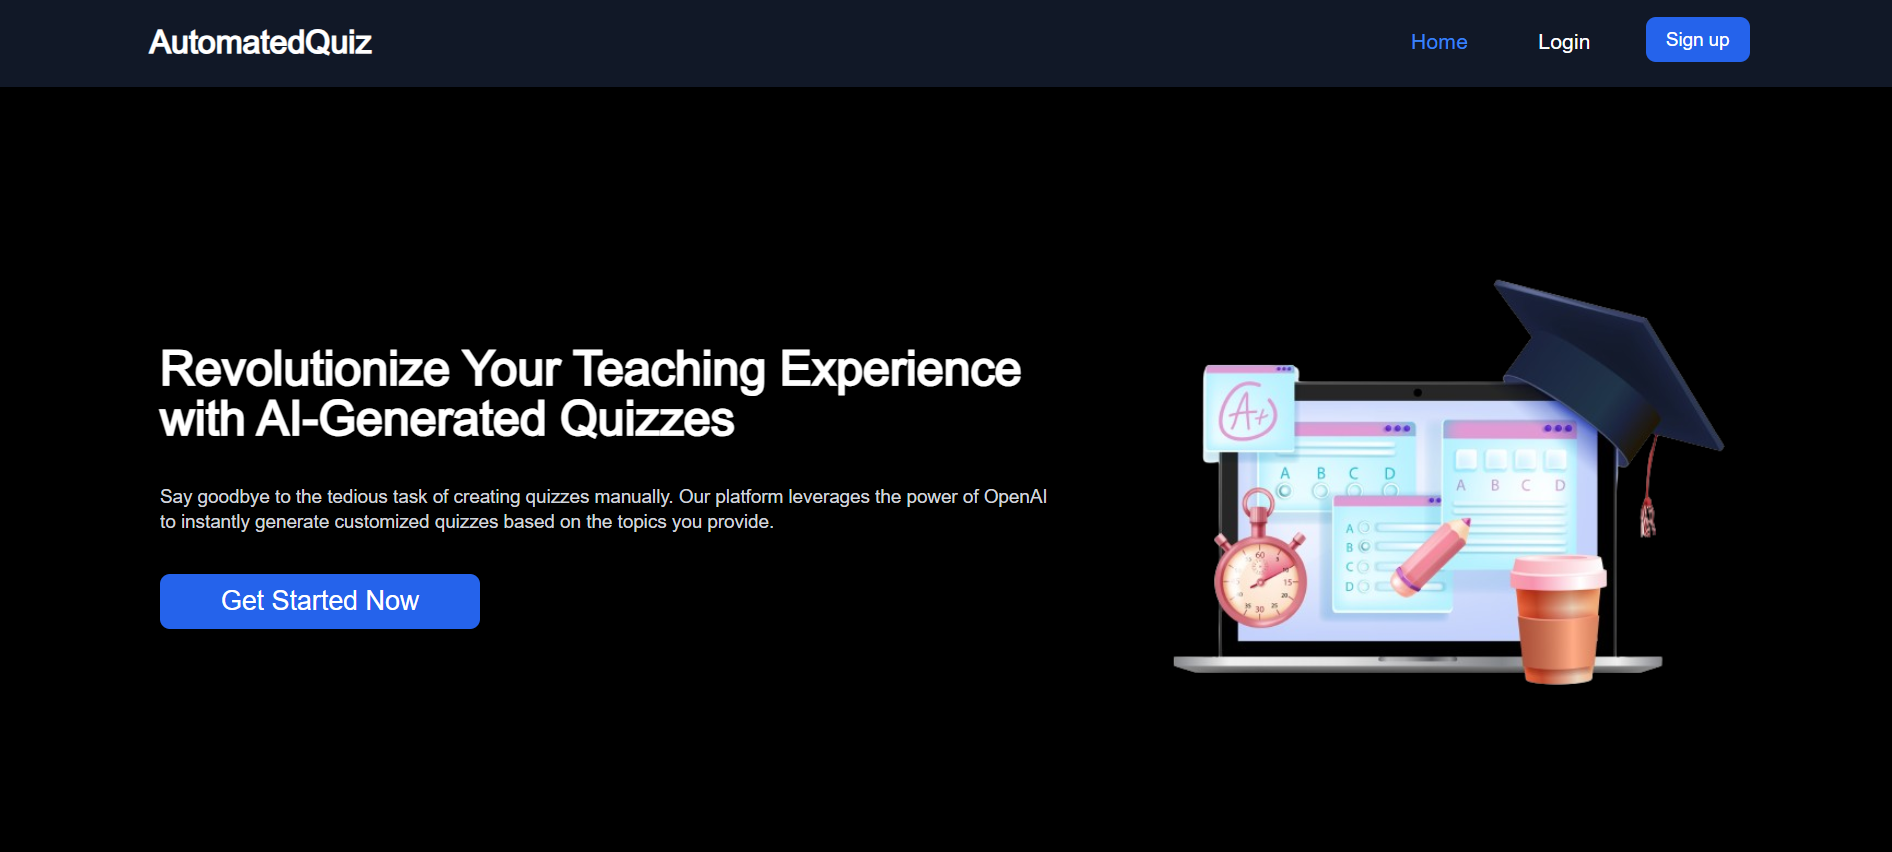 AutomatedQuiz
Home
Login
Sign up
Revolutionize Your Teaching Experience
with AI-Generated Quizzes
Say goodbye to the tedious task of creating quizzes manually. Our platform leverages the power of OpenAI
to instantly generate customized quizzes based on the topics you provide.
Get Started Now
A+
A B C D
A B C D
A
B
C
D
60
15
20
25
30